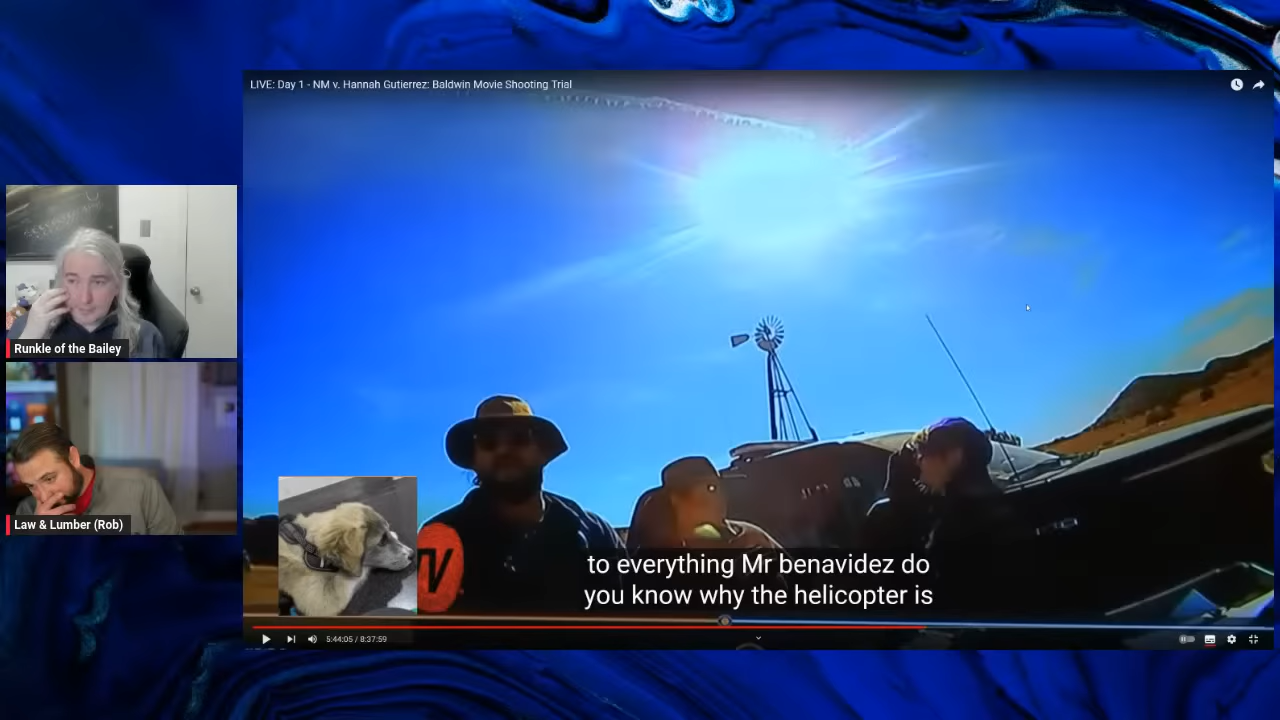 LIVE: Day 1 - NM v. Hannah Gutierrez: Baldwin Movie Shooting Trial
Runkle of the Bailey
Law & Lumber (Rob)
TV
to everything Mr benavidez do
you know why the helicopter is
5:44:05 / 8:37:59